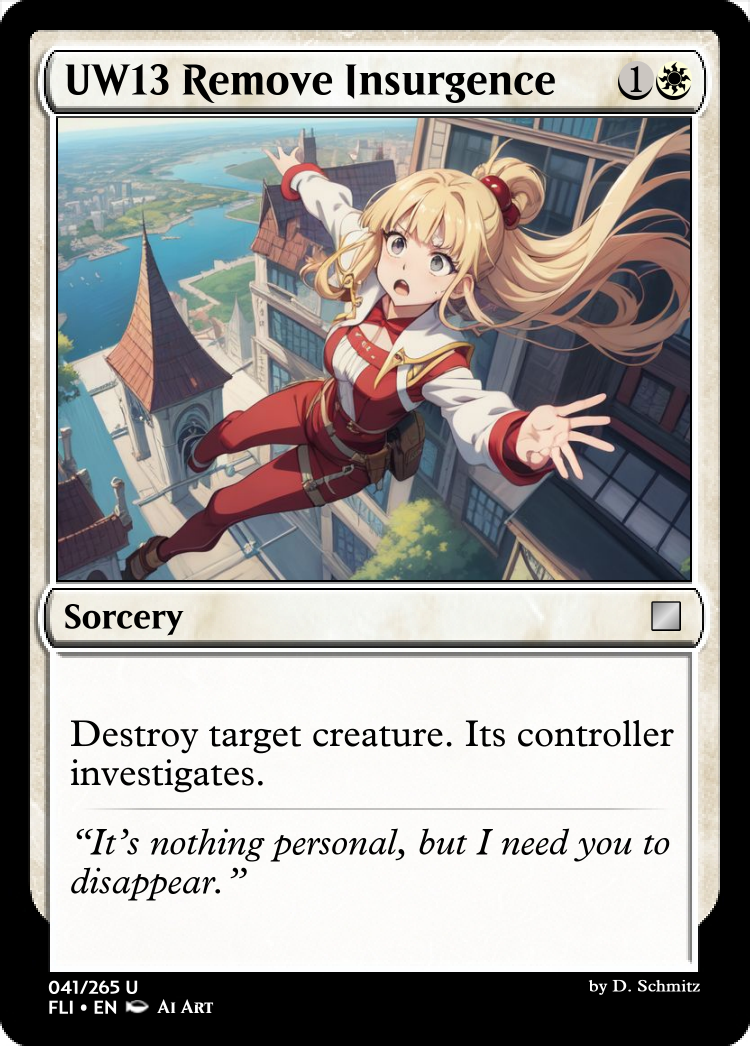 UW13 Remove Insurgence 1
Sorcery
Destroy target creature. Its controller
investigates.
“It’s nothing personal, but I need you to
disappear.”
041/265 U
by D. Schmitz
FLI • EN AI ART